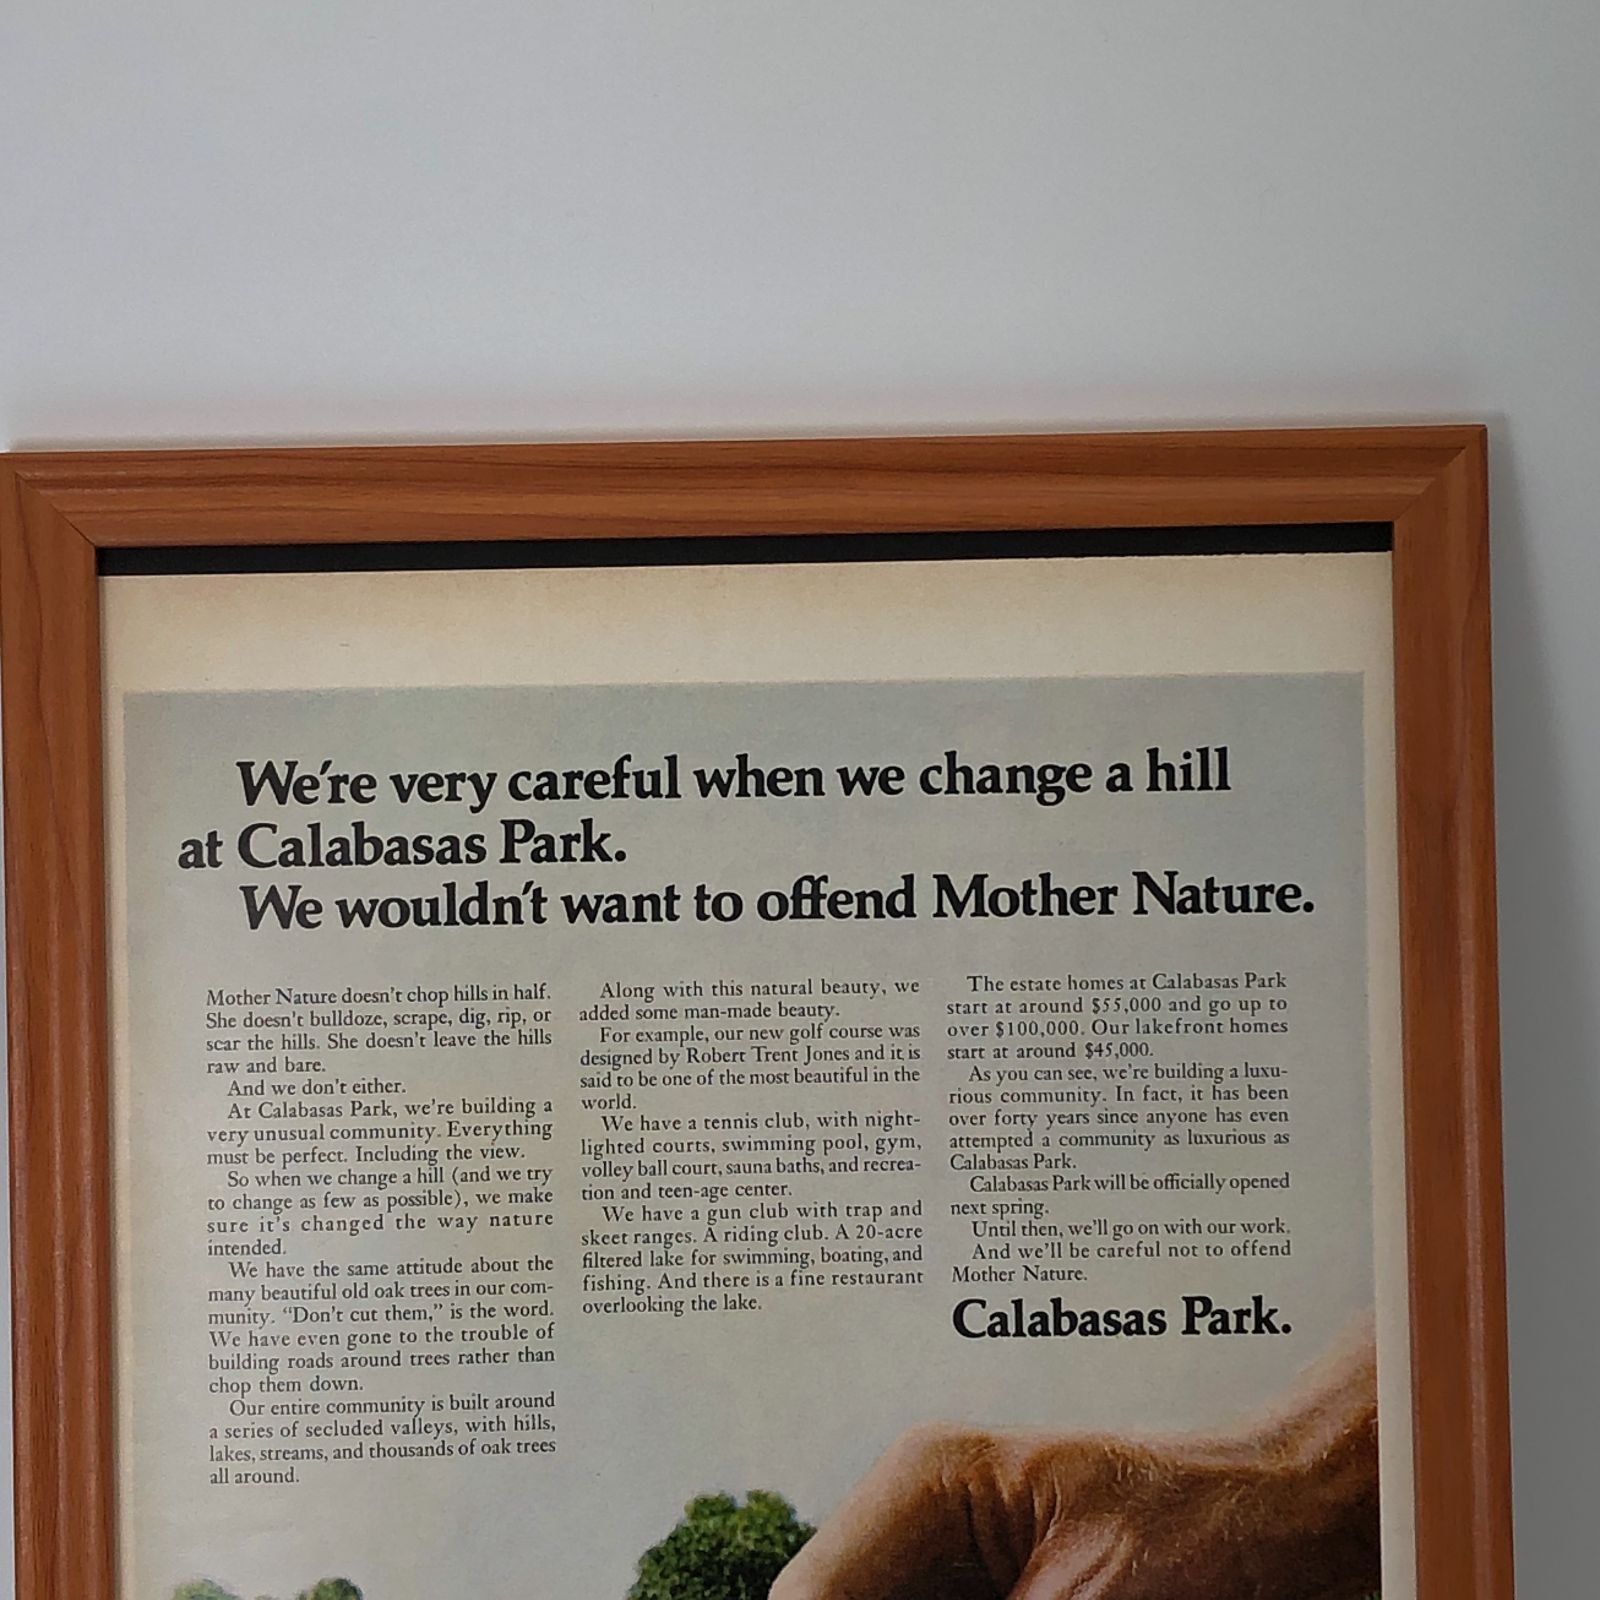 We're very careful when we change a hill
at Calabasas Park.
We wouldn't want to offend Mother Nature.
Mother Nature doesn't chop hills in half.
She doesn't bulldoze, scrape, dig, rip, or
scar the hills. She doesn't leave the hills
raw and bare.
And we don't either.
At Calabasas Park, we're building a
very unusual community. Everything
must be perfect. Including the view.
So when we change a hill (and we try
to change as few as possible), we make
sure it's changed the way nature
intended.
We have the same attitude about the
many beautiful old oak trees in our com-
munity. “Don't cut them,” is the word.
We have even gone to the trouble of
building roads around trees rather than
chop them down.
Our entire community is built around
a series of secluded valleys, with hills,
lakes, streams, and thousands of oak trees
all around.
Along with this natural beauty, we
added some man-made beauty.
For example, our new golf course was
designed by Robert Trent Jones and it is
said to be one of the most beautiful in the
world.
We have a tennis club, with night-
lighted courts, swimming pool, gym,
volley ball court, sauna baths, and recrea-
tion and teen-age center.
We have a gun club with trap and
skeet ranges. A riding club. A 20-acre
filtered lake for swimming, boating, and
fishing. And there is a fine restaurant
overlooking the lake.
The estate homes at Calabasas Park
start at around $55,000 and go up to
over $100,000. Our lakefront homes
start at around $45,000.
As you can see, we're building a luxu-
rious community. In fact, it has been
over forty years since anyone has even
attempted a community as luxurious as
Calabasas Park.
Calabasas Park will be officially opened
next spring.
Until then, we'll go on with our work.
And we'll be careful not to offend
Mother Nature.
Calabasas Park.